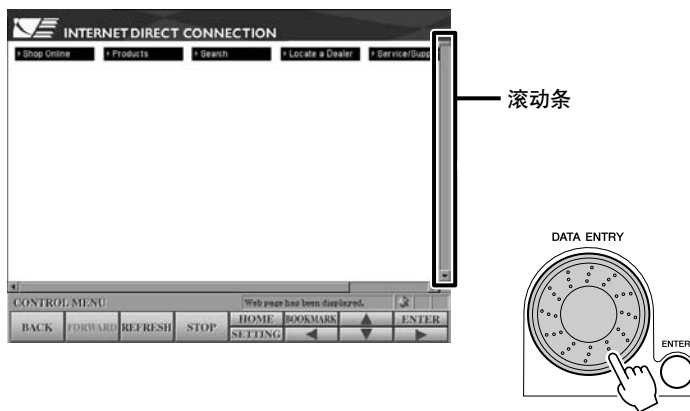 INTERNET DIRECT CONNECTION
Shop Online Products Search Locate a Dealer Service/Supp
滚动条
DATA ENTRY
ENTER
CONTROL MENU Web page has been displayed.
BACK FORWARD REFRESH STOP HOME BOOKMARK ENTER
SETTING